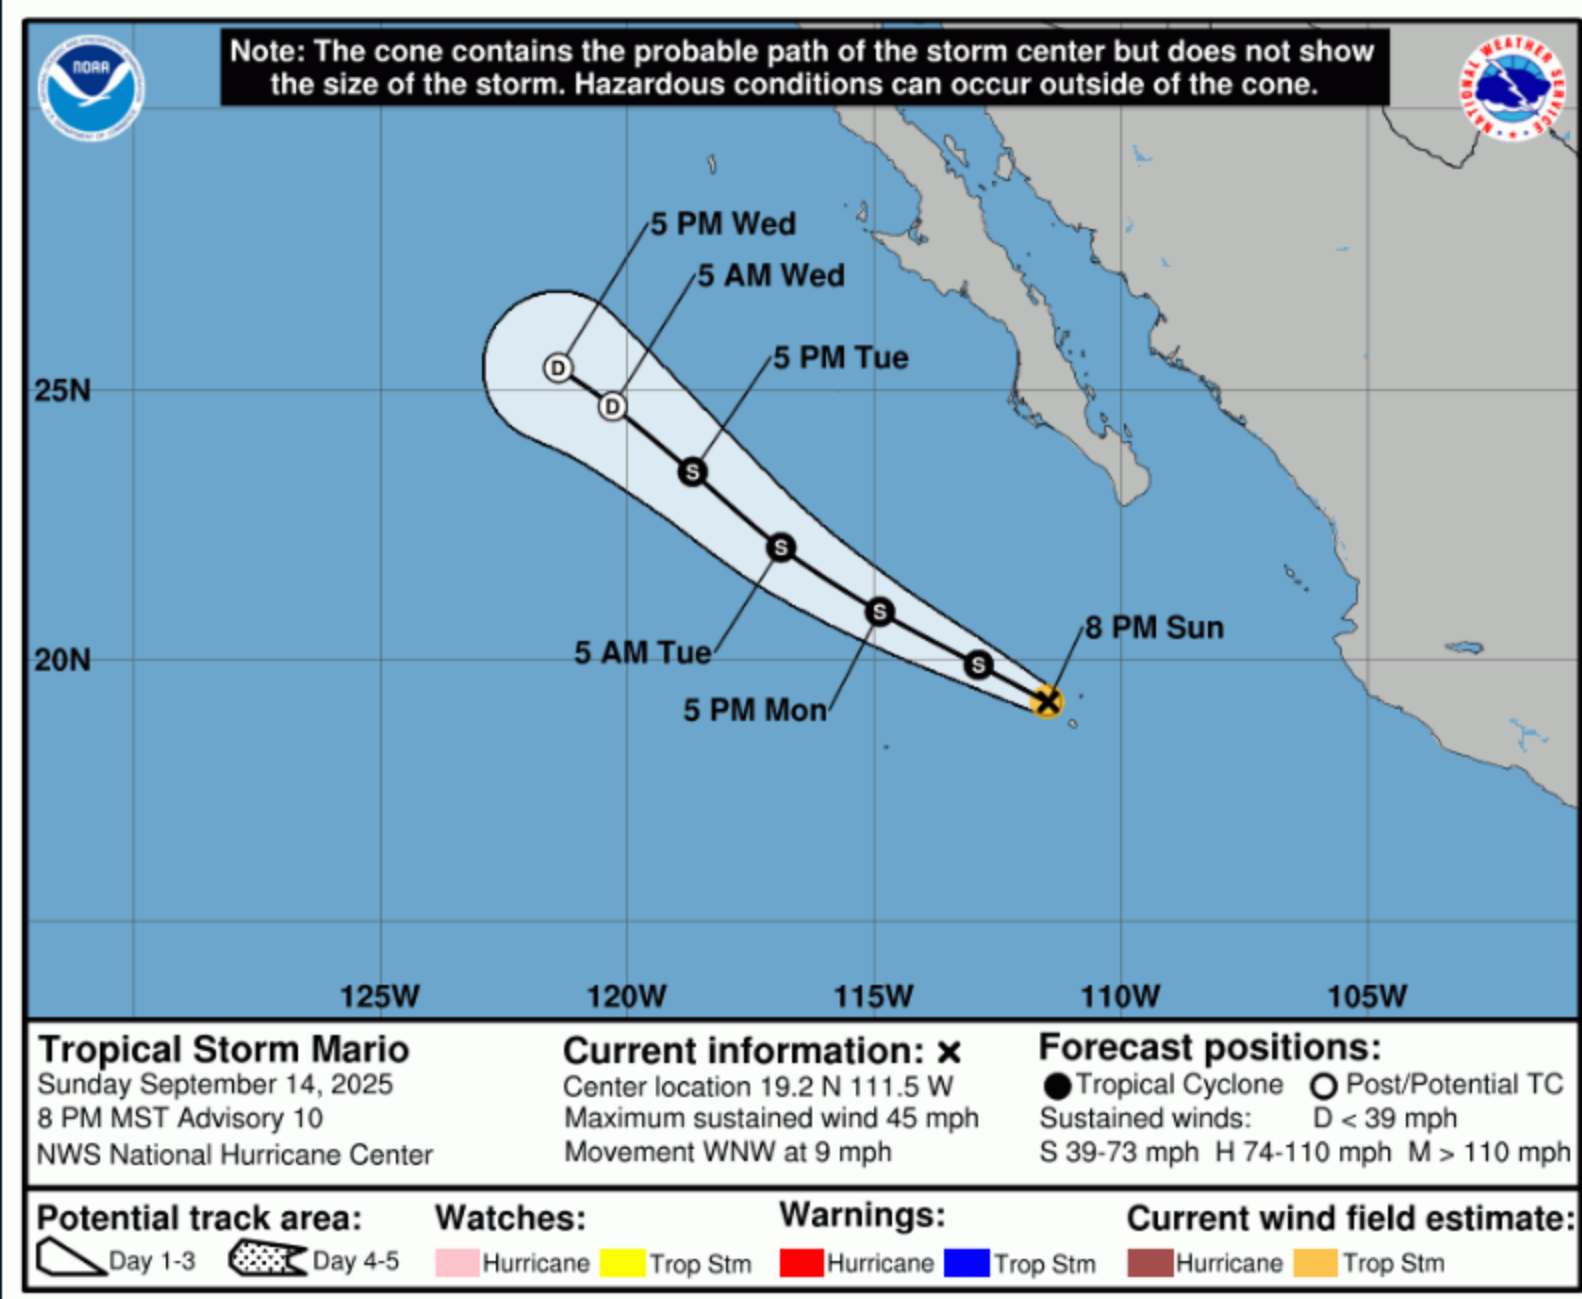 Note: The cone contains the probable path of the storm center but does not show
the size of the storm. Hazardous conditions can occur outside of the cone.
NOAA
NATIONAL WEATHER SERVICE
5 PM Wed
5 AM Wed
5 PM Tue
25N
D
D
S
S
5 AM Tue
S
8 PM Sun
20N
S
5 PM Mon
125W 120W 115W 110W 105W
Tropical Storm Mario
Sunday September 14, 2025
8 PM MST Advisory 10
NWS National Hurricane Center
Current information: ×
Center location 19.2 N 111.5 W
Maximum sustained wind 45 mph
Movement WNW at 9 mph
Forecast positions:
Tropical Cyclone Post/Potential TC
Sustained winds: D < 39 mph
S 39-73 mph H 74-110 mph M > 110 mph
Potential track area:
Day 1-3 Day 4-5
Watches:
Hurricane Trop Stm
Warnings:
Hurricane Trop Stm
Current wind field estimate:
Hurricane Trop Stm